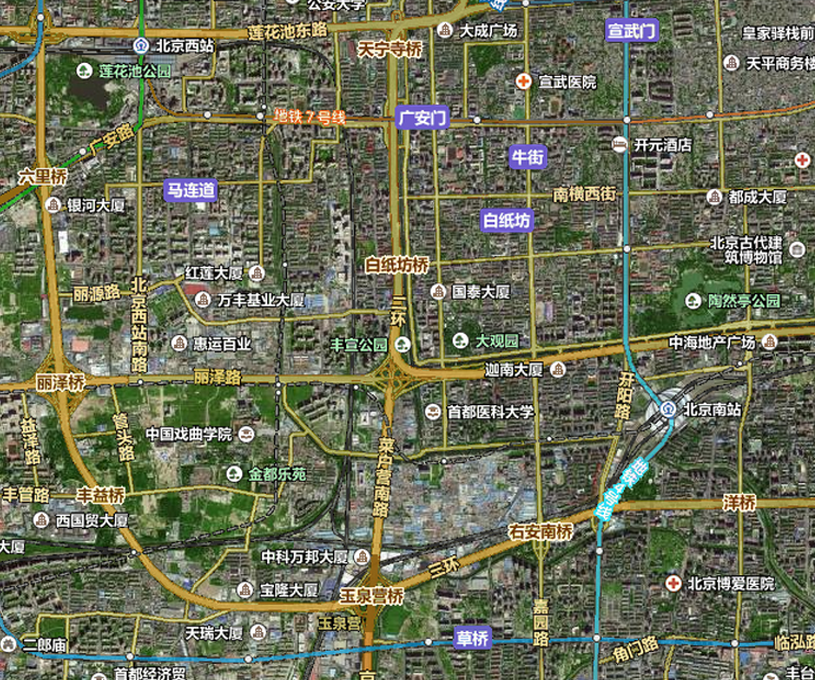 公安大学
莲花池东路
大成广场
宣武门
皇家驿栈前
北京西站
天宁寺桥
天平商务楼
莲花池公园
宣武医院
地铁7号线
广安门
广安路
开元酒店
牛街
六里桥
马连道
南横西街
都成大厦
银河大厦
白纸坊
北京古代建
筑博物馆
白纸坊桥
红莲大厦
丽源路
万丰基业大厦
国泰大厦
陶然亭公园
北京西站南路
二环
惠运百业
丰宣公园
大观园
中海地产广场
丽泽桥
丽泽路
迦南大厦
开阳路
首都医科大学
北京南站
益泽路
管头路
中国戏曲学院
菜户营南路
金都乐苑
丰管路
丰益桥
洋桥
西国贸大厦
右安南桥
大厦
中科万邦大厦
三环
宝隆大厦
玉泉营桥
北京博爱医院
玉泉营
嘉园路
天瑞大厦
草桥
二郎庙
角门路
临泓路
首都经济贸
京
丰台